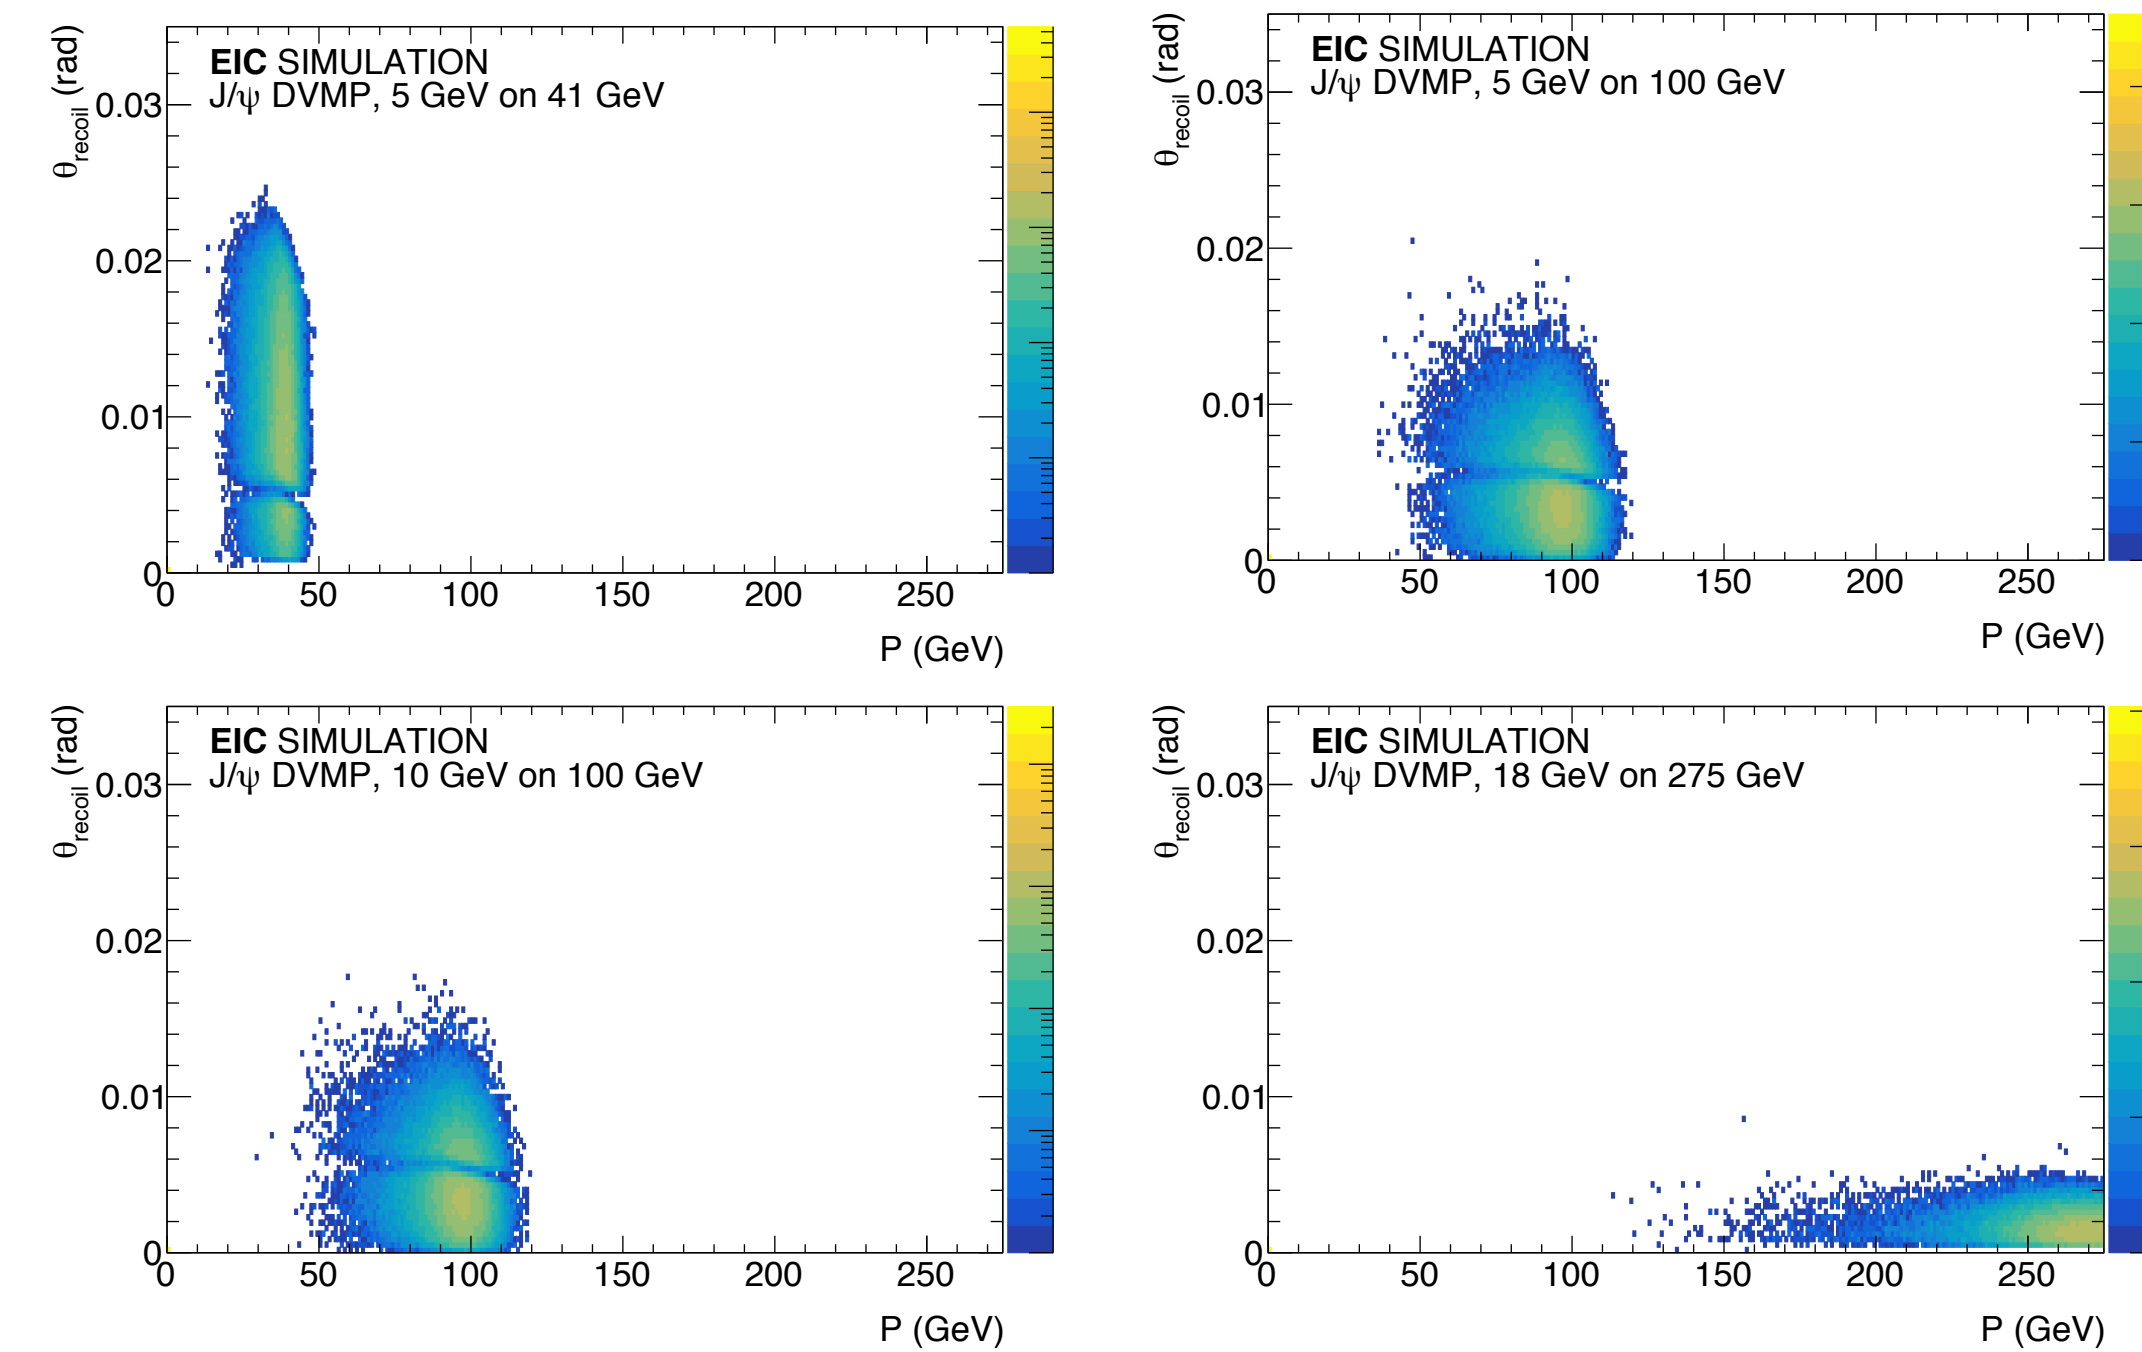 EIC SIMULATION
J/ψ DVMP, 5 GeV on 41 GeV
θrecoil (rad)
0.03
0.02
0.01
0
0 50 100 150 200 250
P (GeV)
EIC SIMULATION
J/ψ DVMP, 5 GeV on 100 GeV
θrecoil (rad)
0.03
0.02
0.01
0
0 50 100 150 200 250
P (GeV)
EIC SIMULATION
J/ψ DVMP, 10 GeV on 100 GeV
θrecoil (rad)
0.03
0.02
0.01
0
0 50 100 150 200 250
P (GeV)
EIC SIMULATION
J/ψ DVMP, 18 GeV on 275 GeV
θrecoil (rad)
0.03
0.02
0.01
0
0 50 100 150 200 250
P (GeV)